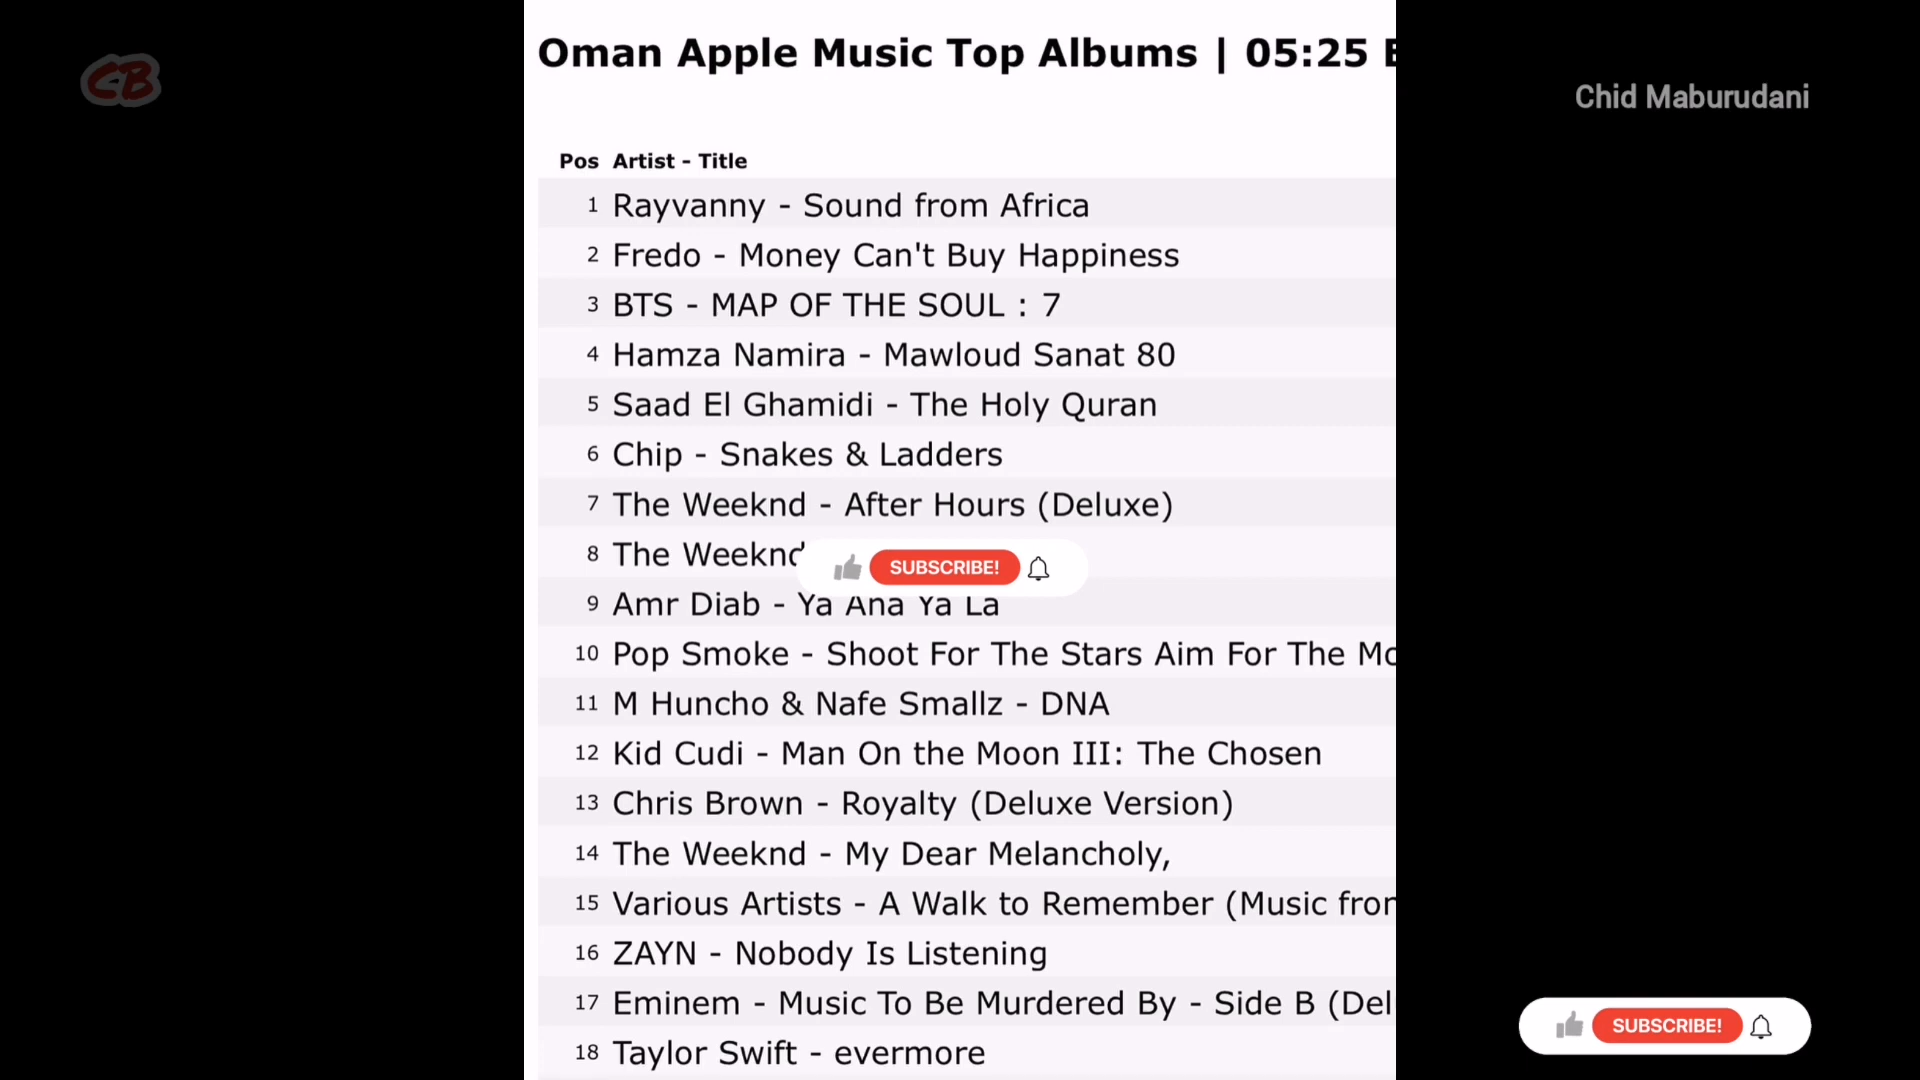 CB
Oman Apple Music Top Albums | 05:25
Chid Maburudani
Pos Artist - Title
1 Rayvanny - Sound from Africa
2 Fredo - Money Can't Buy Happiness
3 BTS - MAP OF THE SOUL : 7
4 Hamza Namira - Mawloud Sanat 80
5 Saad El Ghamidi - The Holy Quran
6 Chip - Snakes & Ladders
7 The Weeknd - After Hours (Deluxe)
8 The Weeknd
SUBSCRIBE!
9 Amr Diab - Ya Ana Ya La
10 Pop Smoke - Shoot For The Stars Aim For The Mo
11 M Huncho & Nafe Smallz - DNA
12 Kid Cudi - Man On the Moon III: The Chosen
13 Chris Brown - Royalty (Deluxe Version)
14 The Weeknd - My Dear Melancholy,
15 Various Artists - A Walk to Remember (Music from
16 ZAYN - Nobody Is Listening
17 Eminem - Music To Be Murdered By - Side B (Del
18 Taylor Swift - evermore
SUBSCRIBE!